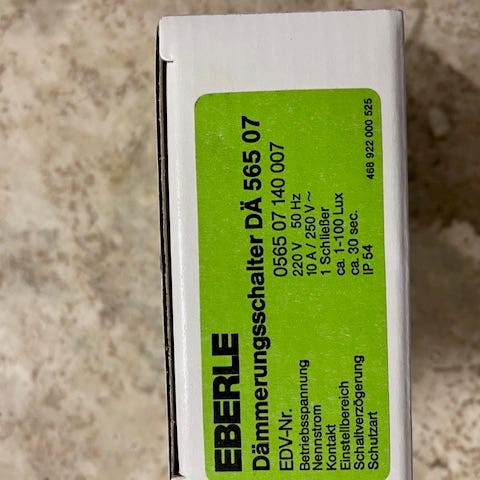 EBERLE
Dämmerungsschalter DÄ 565 07
EDV-Nr. 0565 07 140 007
Betriebsspannung 220 V 50 Hz
Nennstrom 10 A / 250 V ~
Kontakt 1 Schließer
Einstellbereich ca. 1-100 Lux
Schaltverzögerung ca. 30 sec.
Schutzart IP 54
468 922 000 525